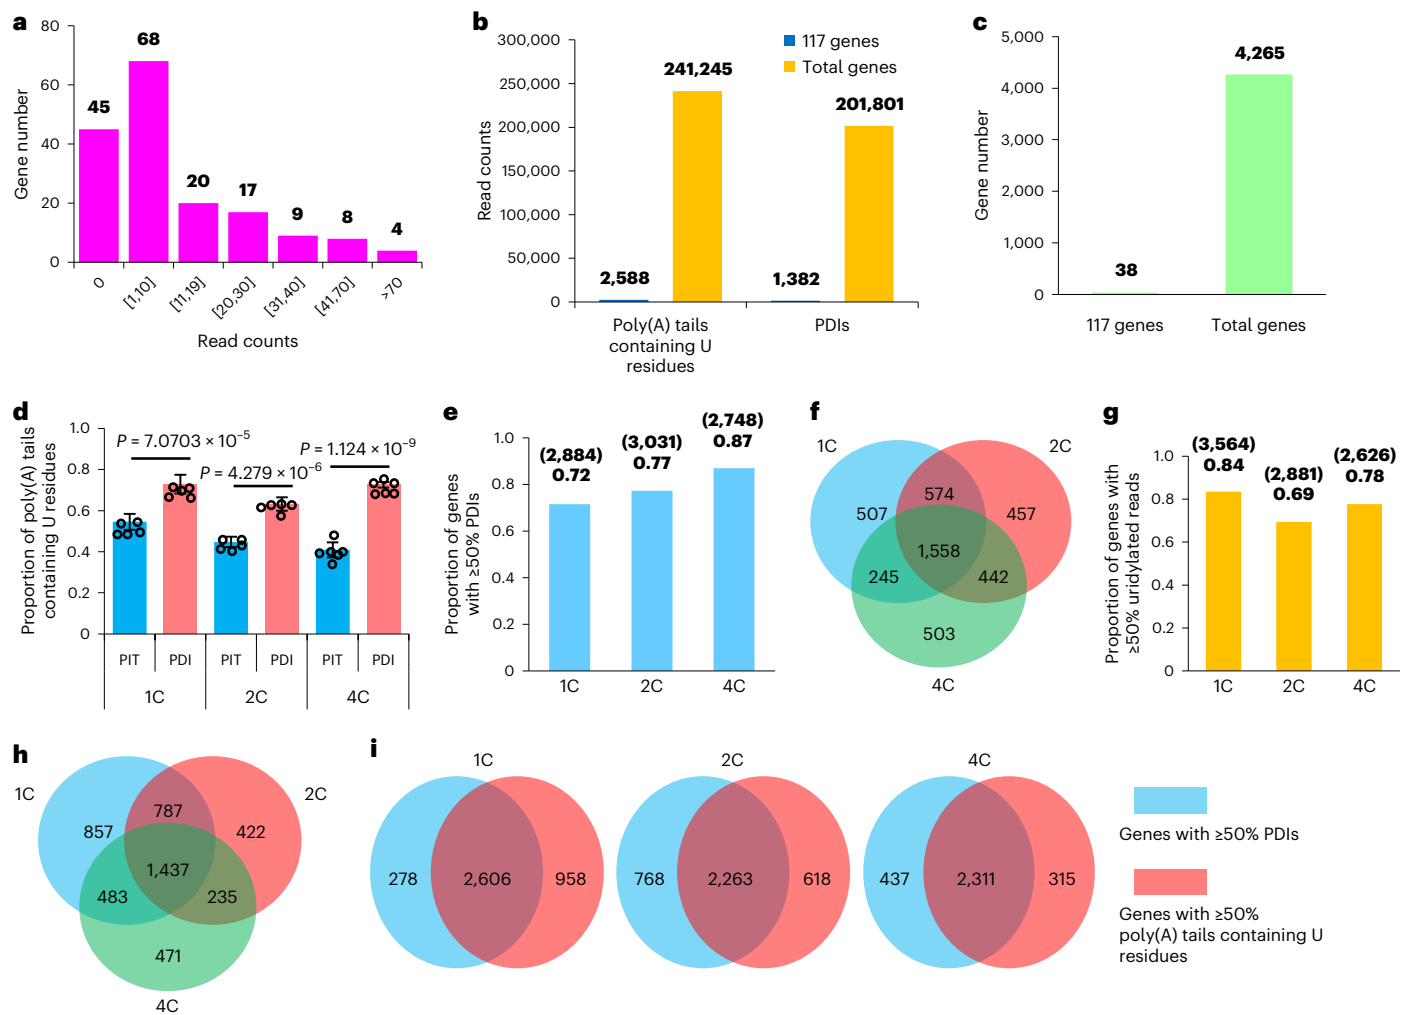 a
80
60
40
20
0
Gene number
45
68
20
17
9
8
4
0
[1,10]
[11,19]
[20,30]
[31,40]
[41,70]
>70
Read counts
b
300,000
250,000
200,000
150,000
100,000
50,000
0
Read counts
117 genes
Total genes
2,588
241,245
1,382
201,801
Poly(A) tails
containing U
residues
PDIs
c
5,000
4,000
3,000
2,000
1,000
0
Gene number
38
4,265
117 genes
Total genes
d
1.0
0.8
0.6
0.4
0.2
0
Proportion of poly(A) tails
containing U residues
P = 7.0703 × 10⁻⁵
P = 4.279 × 10⁻⁶
P = 1.124 × 10⁻⁹
PIT
PDI
PIT
PDI
PIT
PDI
1C
2C
4C
e
1.0
0.8
0.6
0.4
0.2
0
Proportion of genes
with ≥50% PDIs
(2,884)
0.72
(3,031)
0.77
(2,748)
0.87
1C
2C
4C
f
1C
2C
574
507
457
1,558
245
442
503
4C
g
1.0
0.8
0.6
0.4
0.2
0
Proportion of genes with
≥50% uridylated reads
(3,564)
0.84
(2,881)
0.69
(2,626)
0.78
1C
2C
4C
h
1C
2C
787
857
422
1,437
483
235
471
4C
i
1C
278
2,606
958
2C
768
2,263
618
4C
437
2,311
315
Genes with ≥50% PDIs
Genes with ≥50%
poly(A) tails containing U
residues